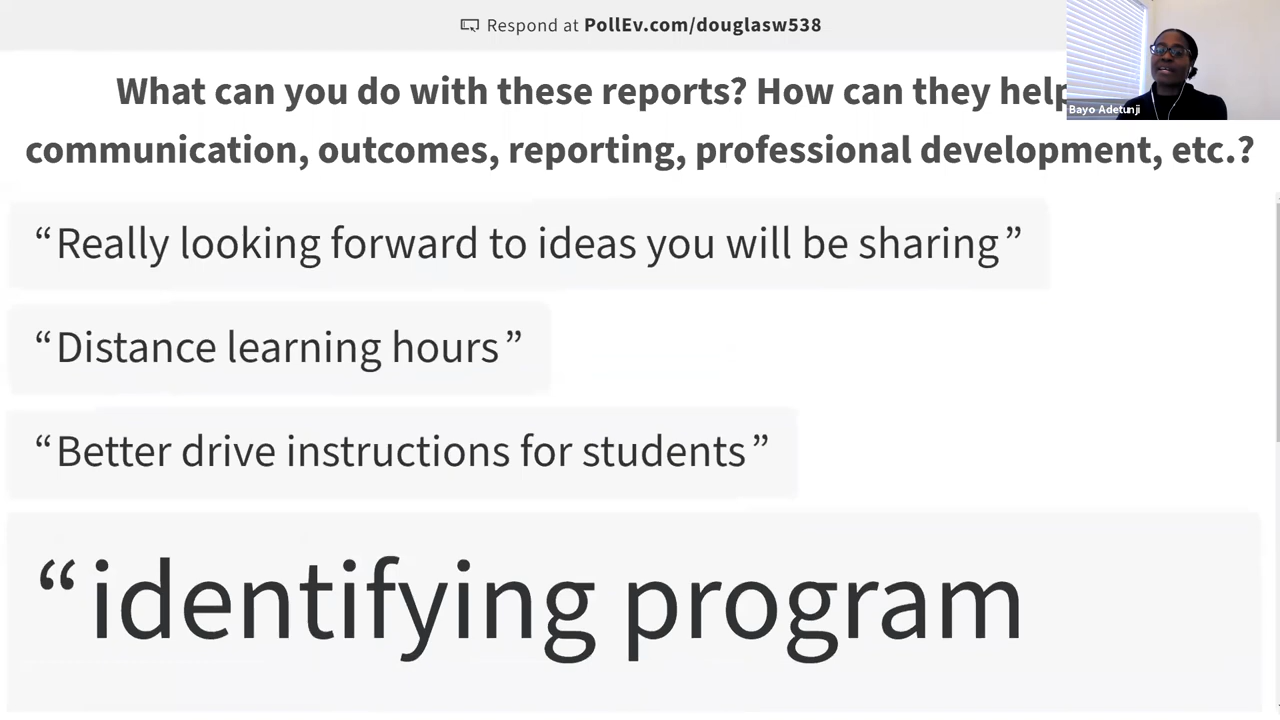 Respond at PollEv.com/douglasw538
What can you do with these reports? How can they help
communication, outcomes, reporting, professional development, etc.?
Bayo Adetunji
“Really looking forward to ideas you will be sharing”
“Distance learning hours”
“Better drive instructions for students”
“identifying program